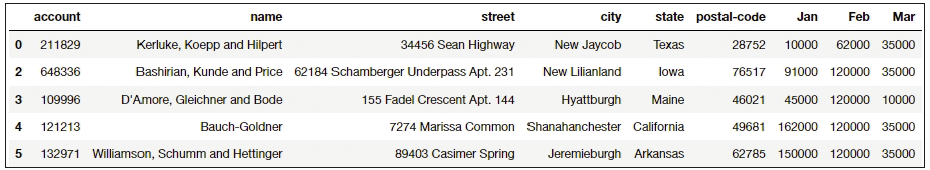 account name street city state postal-code Jan Feb Mar
0 211829 Kerluke, Koepp and Hilpert 34456 Sean Highway New Jaycob Texas 28752 10000 62000 35000
2 648336 Bashirian, Kunde and Price 62184 Schamberger Underpass Apt. 231 New Lilianland Iowa 76517 91000 120000 35000
3 109996 D'Amore, Gleichner and Bode 155 Fadel Crescent Apt. 144 Hyattburgh Maine 46021 45000 120000 10000
4 121213 Bauch-Goldner 7274 Marissa Common Shanahanchester California 49681 162000 120000 35000
5 132971 Williamson, Schumm and Hettinger 89403 Casimer Spring Jeremieburgh Arkansas 62785 150000 120000 35000